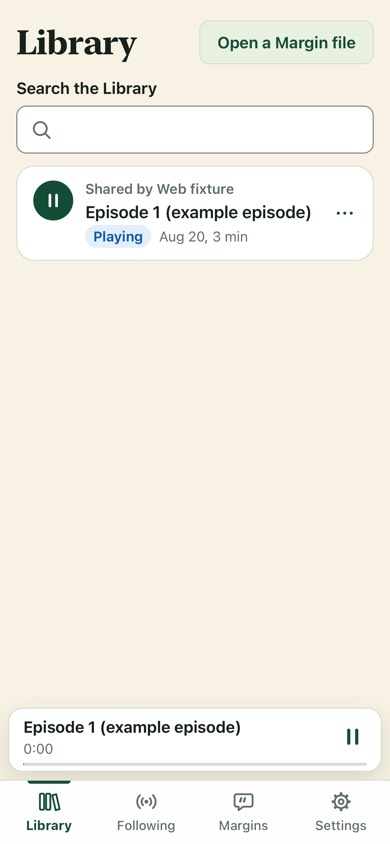 Library
Open a Margin file
Search the Library
Shared by Web fixture
Episode 1 (example episode)
Playing Aug 20, 3 min
Episode 1 (example episode)
0:00
Library Following Margins Settings